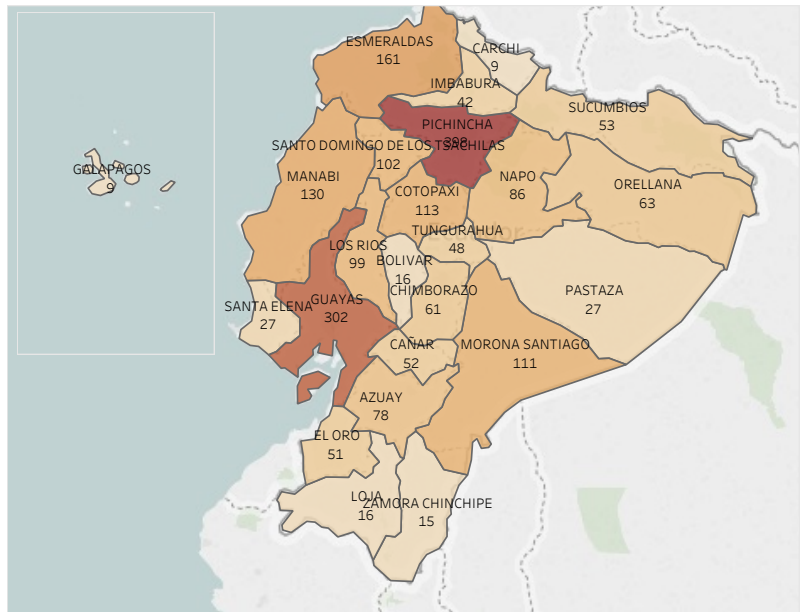 ESMERALDAS
161
CARCHI
9
IMBABURA
42
SUCUMBIOS
53
PICHINCHA
SANTO DOMINGO DE LOS TSACHILAS
102
GALAPAGOS
9
MANABI
130
NAPO
86
COTOPAXI
113
ORELLANA
63
TUNGURAHUA
48
LOS RIOS
99
BOLIVAR
16
CHIMBORAZO
61
PASTAZA
27
SANTA ELENA
27
GUAYAS
302
CAÑAR
52
MORONA SANTIAGO
111
AZUAY
78
EL ORO
51
LOJA
16
ZAMORA CHINCHIPE
15